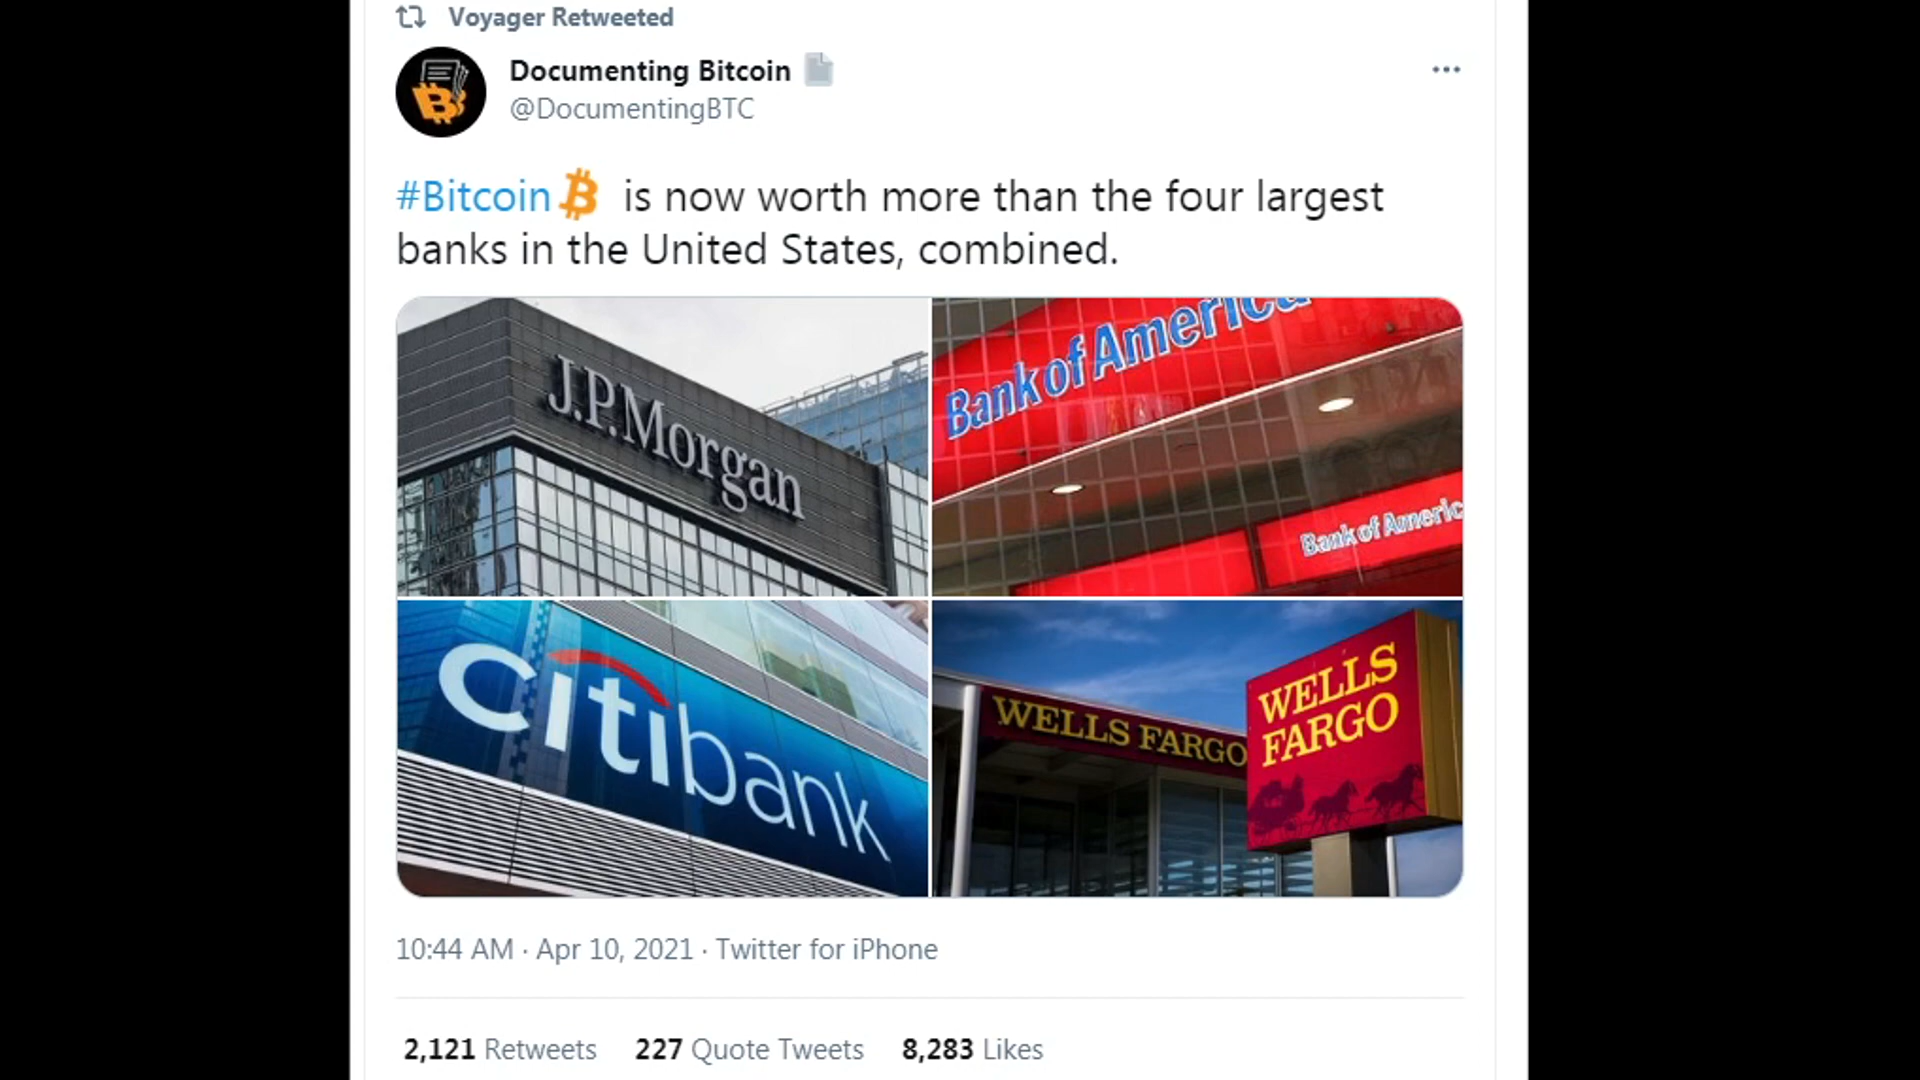 Voyager Retweeted
Documenting Bitcoin
@DocumentingBTC
#Bitcoin is now worth more than the four largest
banks in the United States, combined.
J.P.Morgan
Bank of America
Bank of Americ
citibank
WELLS FARGO
WELLS
FARGO
10:44 AM · Apr 10, 2021 · Twitter for iPhone
2,121 Retweets 227 Quote Tweets 8,283 Likes